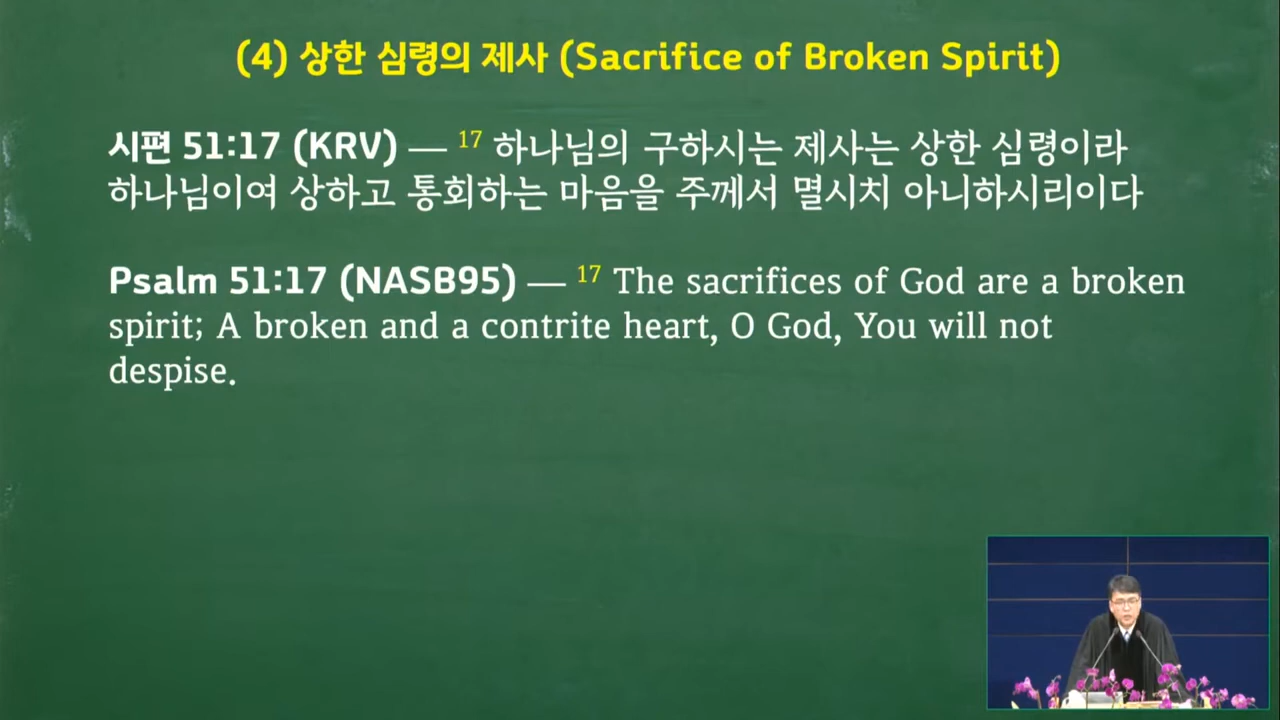 (4) 상한 심령의 제사 (Sacrifice of Broken Spirit)
시편 51:17 (KRV) — 17 하나님의 구하시는 제사는 상한 심령이라
하나님이여 상하고 통회하는 마음을 주께서 멸시치 아니하시리이다
Psalm 51:17 (NASB95) — 17 The sacrifices of God are a broken
spirit; A broken and a contrite heart, O God, You will not
despise.